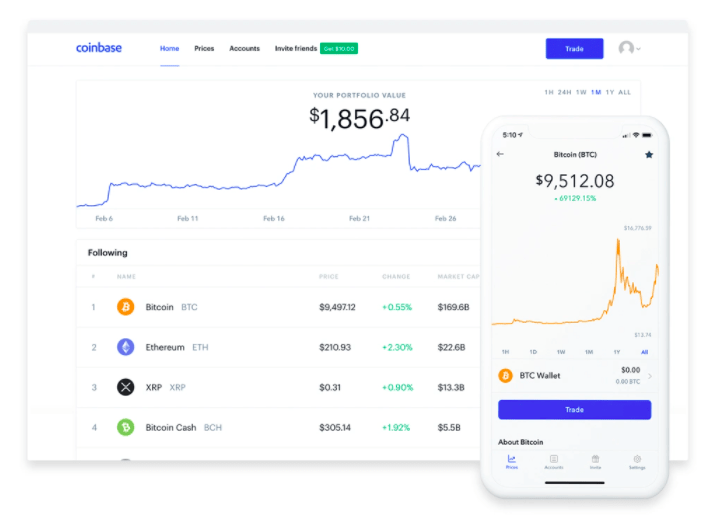 coinbase Home Prices Accounts Invite friends Get $10.00 Trade
YOUR PORTFOLIO VALUE 1H 24H 1W 1M 1Y ALL
$1,856.84
Feb 6 Feb 11 Feb 16 Feb 21 Feb 26
Following
# NAME PRICE CHANGE MARKET CAP
1 Bitcoin BTC $9,497.12 +0.55% $169.6B
2 Ethereum ETH $210.93 +2.30% $22.6B
3 XRP XRP $0.31 +0.90% $13.3B
4 Bitcoin Cash BCH $305.14 +1.92% $5.5B
5:10
Bitcoin (BTC)
$9,512.08
+ 69129.15%
$16,776.39
$13.74
1H 1D 1W 1M 1Y All
BTC Wallet $0.00
0.00 BTC
Trade
About Bitcoin
Prices Accounts Invite Settings